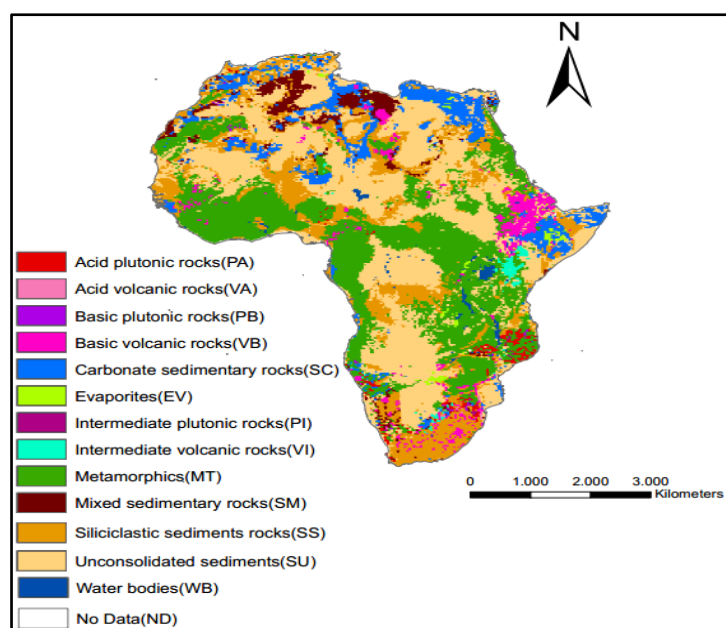 N
Acid plutonic rocks(PA)
Acid volcanic rocks(VA)
Basic plutonic rocks(PB)
Basic volcanic rocks(VB)
Carbonate sedimentary rocks(SC)
Evaporites(EV)
Intermediate plutonic rocks(PI)
Intermediate volcanic rocks(VI)
Metamorphics(MT)
Mixed sedimentary rocks(SM)
Siliciclastic sediments rocks(SS)
Unconsolidated sediments(SU)
Water bodies(WB)
No Data(ND)
0 1.000 2.000 3.000
Kilometers